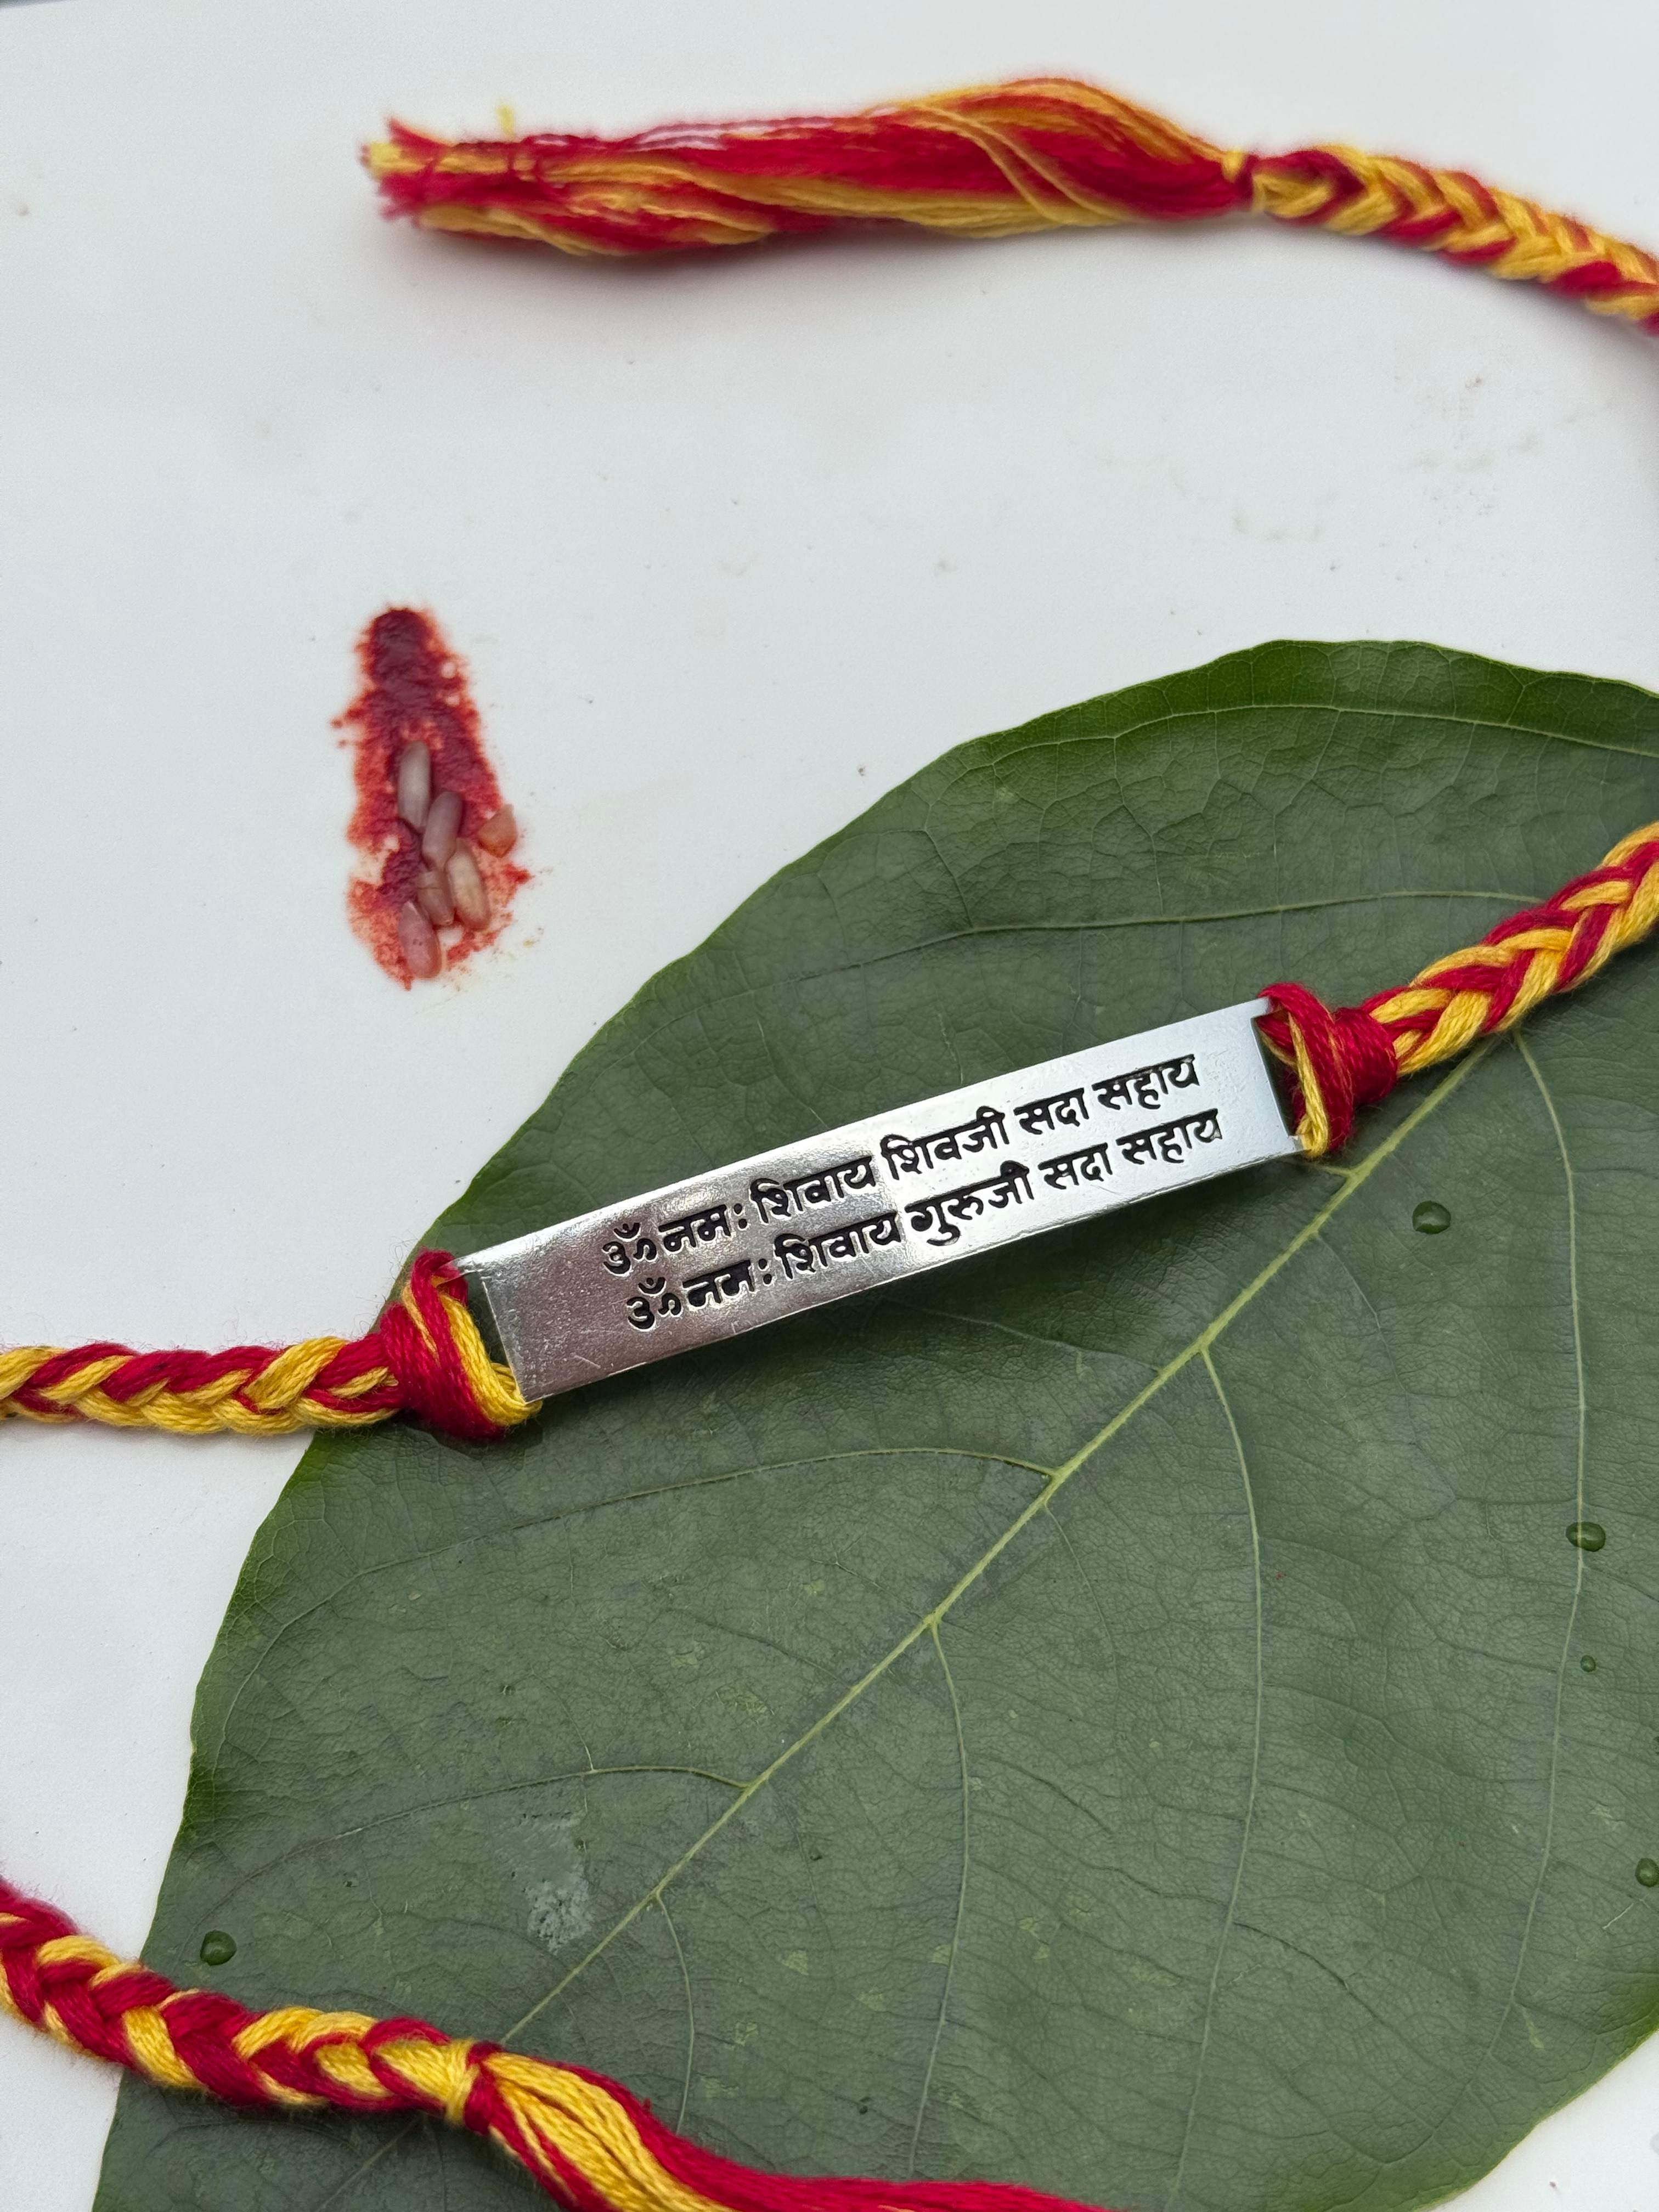 ॐ नमः शिवाय शिवजी सदा सहाय
ॐ नमः शिवाय गुरुजी सदा सहाय